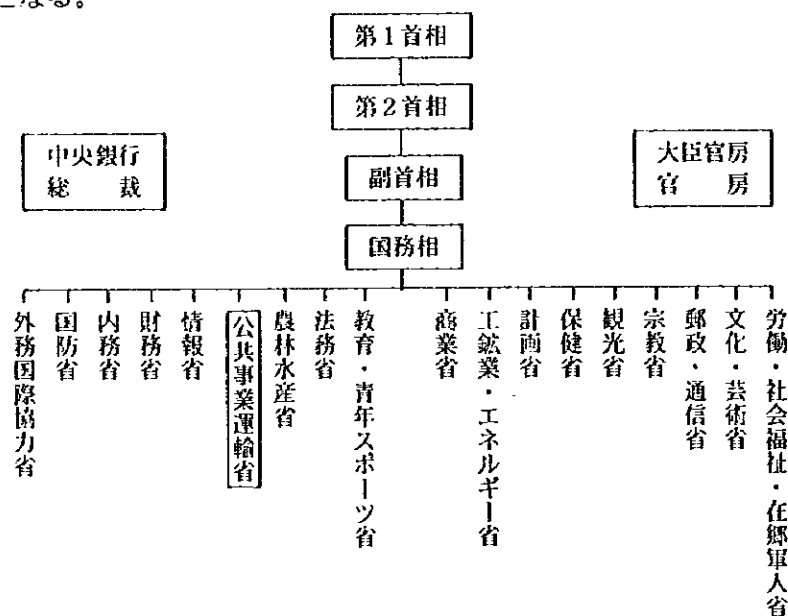 となる。
第1首相
第2首相
中央銀行
総裁
大臣官房
官房
副首相
国務相
外務国際協力省
国防省
内務省
財務省
情報省
公共事業運輸省
農林水産省
法務省
教育・青年スポーツ省
商業省
工鉱業・エネルギー省
計画省
保健省
観光省
宗教省
郵政・通信省
文化・芸術省
労働・社会福祉・在郷軍人省